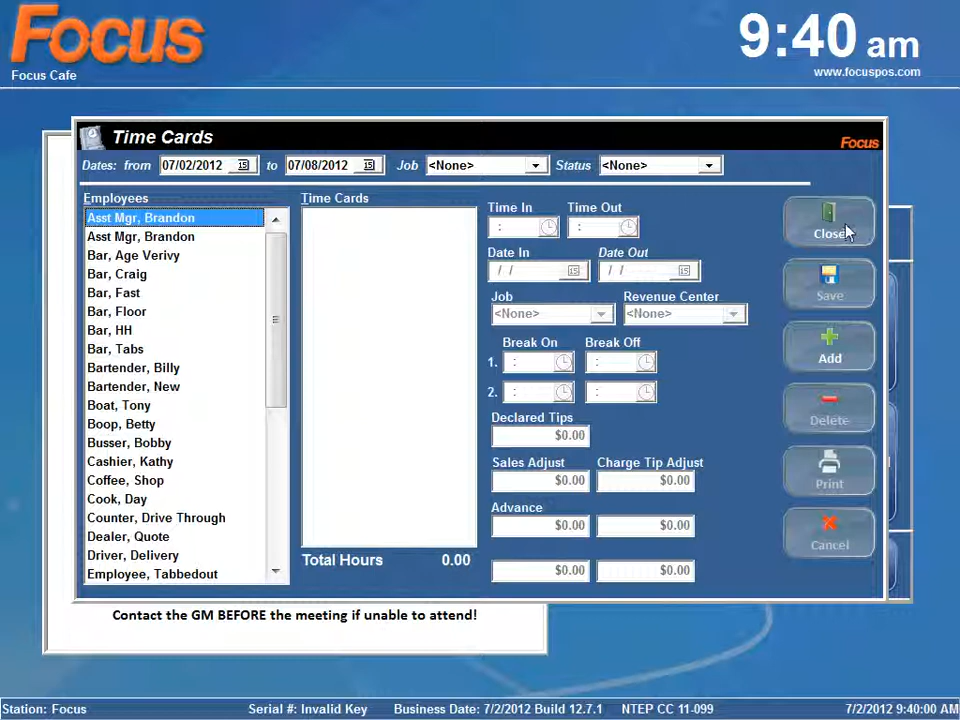 Focus
Focus Cafe
9:40 am
www.focuspos.com
Time Cards
Focus
Dates: from 07/02/2012 15 to 07/08/2012 15 Job <None> Status <None>
Employees
Asst Mgr, Brandon
Asst Mgr, Brandon
Bar, Age Verivy
Bar, Craig
Bar, Fast
Bar, Floor
Bar, HH
Bar, Tabs
Bartender, Billy
Bartender, New
Boat, Tony
Boop, Betty
Busser, Bobby
Cashier, Kathy
Coffee, Shop
Cook, Day
Counter, Drive Through
Dealer, Quote
Driver, Delivery
Employee, Tabbedout
Time Cards
Total Hours 0.00
Time In Time Out
: :
Date In Date Out
/ / 15 / / 15
Job Revenue Center
<None> <None>
Break On Break Off
1. : :
2. : :
Declared Tips
$0.00
Sales Adjust Charge Tip Adjust
$0.00 $0.00
Advance
$0.00 $0.00
$0.00 $0.00
Close
Save
Add
Delete
Print
Cancel
Contact the GM BEFORE the meeting if unable to attend!
Station: Focus Serial #: Invalid Key Business Date: 7/2/2012 Build 12.7.1 NTEP CC 11-099 7/2/2012 9:40:00 AM